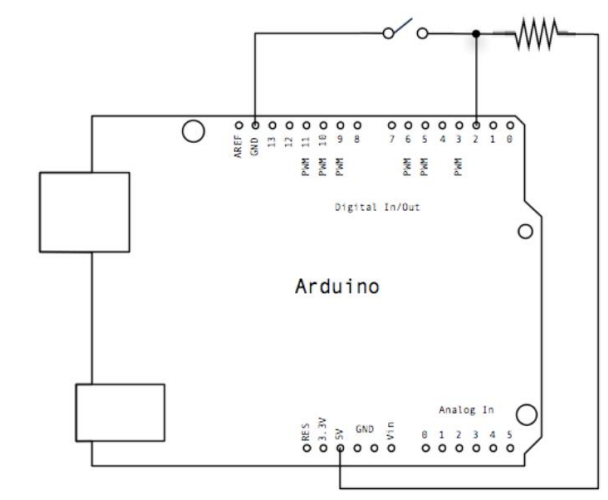 AREF GND 13 12 11 10 9 8 7 6 5 4 3 2 1 0
PWM PWM PWM PWM PWM PWM
Digital In/Out
Arduino
Analog In
RES 3.3V 5V GND Vin 0 1 2 3 4 5